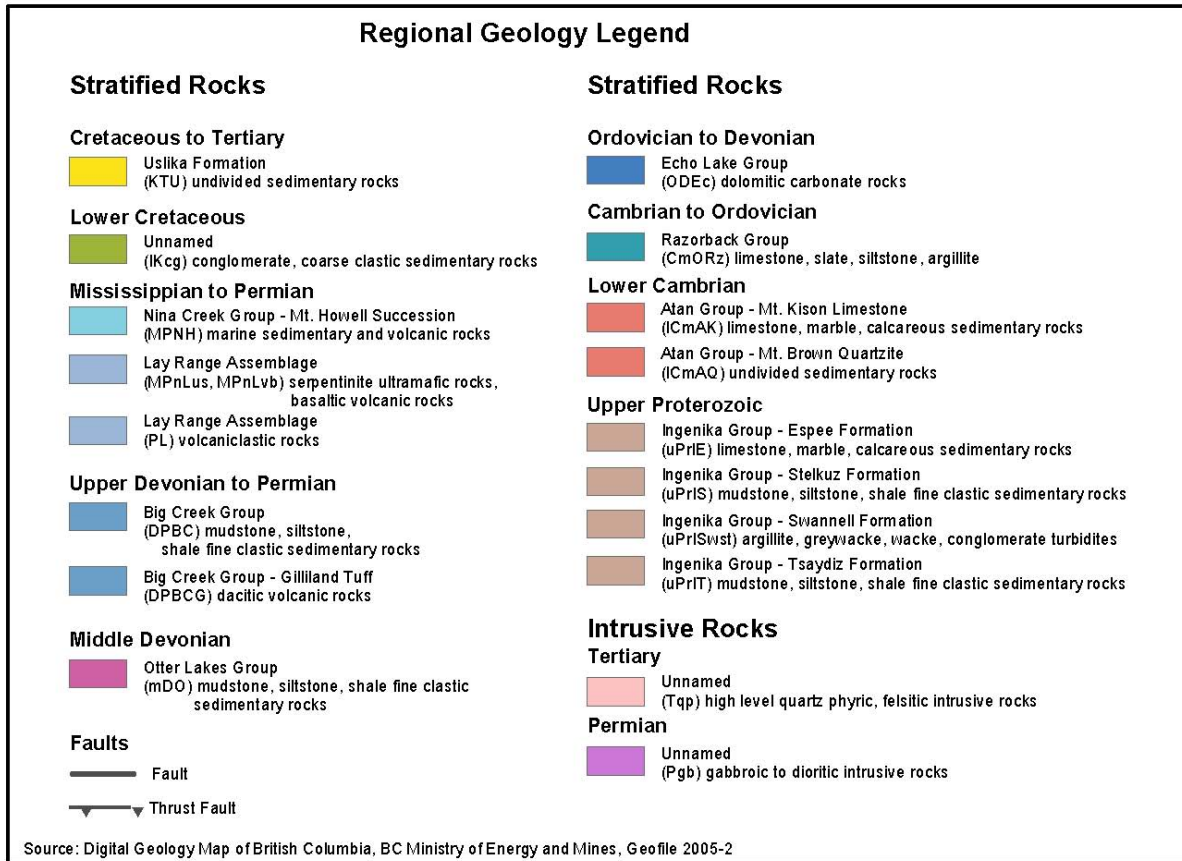 Regional Geology Legend
Stratified Rocks
Cretaceous to Tertiary
Uslika Formation
(KTU) undivided sedimentary rocks
Lower Cretaceous
Unnamed
(lKcg) conglomerate, coarse clastic sedimentary rocks
Mississippian to Permian
Nina Creek Group - Mt. Howell Succession
(MPNH) marine sedimentary and volcanic rocks
Lay Range Assemblage
(MPnLus, MPnLvb) serpentinite ultramafic rocks,
basaltic volcanic rocks
Lay Range Assemblage
(PL) volcaniclastic rocks
Upper Devonian to Permian
Big Creek Group
(DPBC) mudstone, siltstone,
shale fine clastic sedimentary rocks
Big Creek Group - Gilliland Tuff
(DPBCG) dacitic volcanic rocks
Middle Devonian
Otter Lakes Group
(mDO) mudstone, siltstone, shale fine clastic
sedimentary rocks
Faults
Fault
Thrust Fault
Stratified Rocks
Ordovician to Devonian
Echo Lake Group
(ODEc) dolomitic carbonate rocks
Cambrian to Ordovician
Razorback Group
(CmORz) limestone, slate, siltstone, argillite
Lower Cambrian
Atan Group - Mt. Kison Limestone
(lCmAK) limestone, marble, calcareous sedimentary rocks
Atan Group - Mt. Brown Quartzite
(lCmAQ) undivided sedimentary rocks
Upper Proterozoic
Ingenika Group - Espee Formation
(uPrIE) limestone, marble, calcareous sedimentary rocks
Ingenika Group - Stelkuz Formation
(uPrIS) mudstone, siltstone, shale fine clastic sedimentary rocks
Ingenika Group - Swannell Formation
(uPrISwst) argillite, greywacke, wacke, conglomerate turbidites
Ingenika Group - Tsaydiz Formation
(uPrIT) mudstone, siltstone, shale fine clastic sedimentary rocks
Intrusive Rocks
Tertiary
Unnamed
(Tqp) high level quartz phyric, felsitic intrusive rocks
Permian
Unnamed
(Pgb) gabbroic to dioritic intrusive rocks
Source: Digital Geology Map of British Columbia, BC Ministry of Energy and Mines, Geofile 2005-2